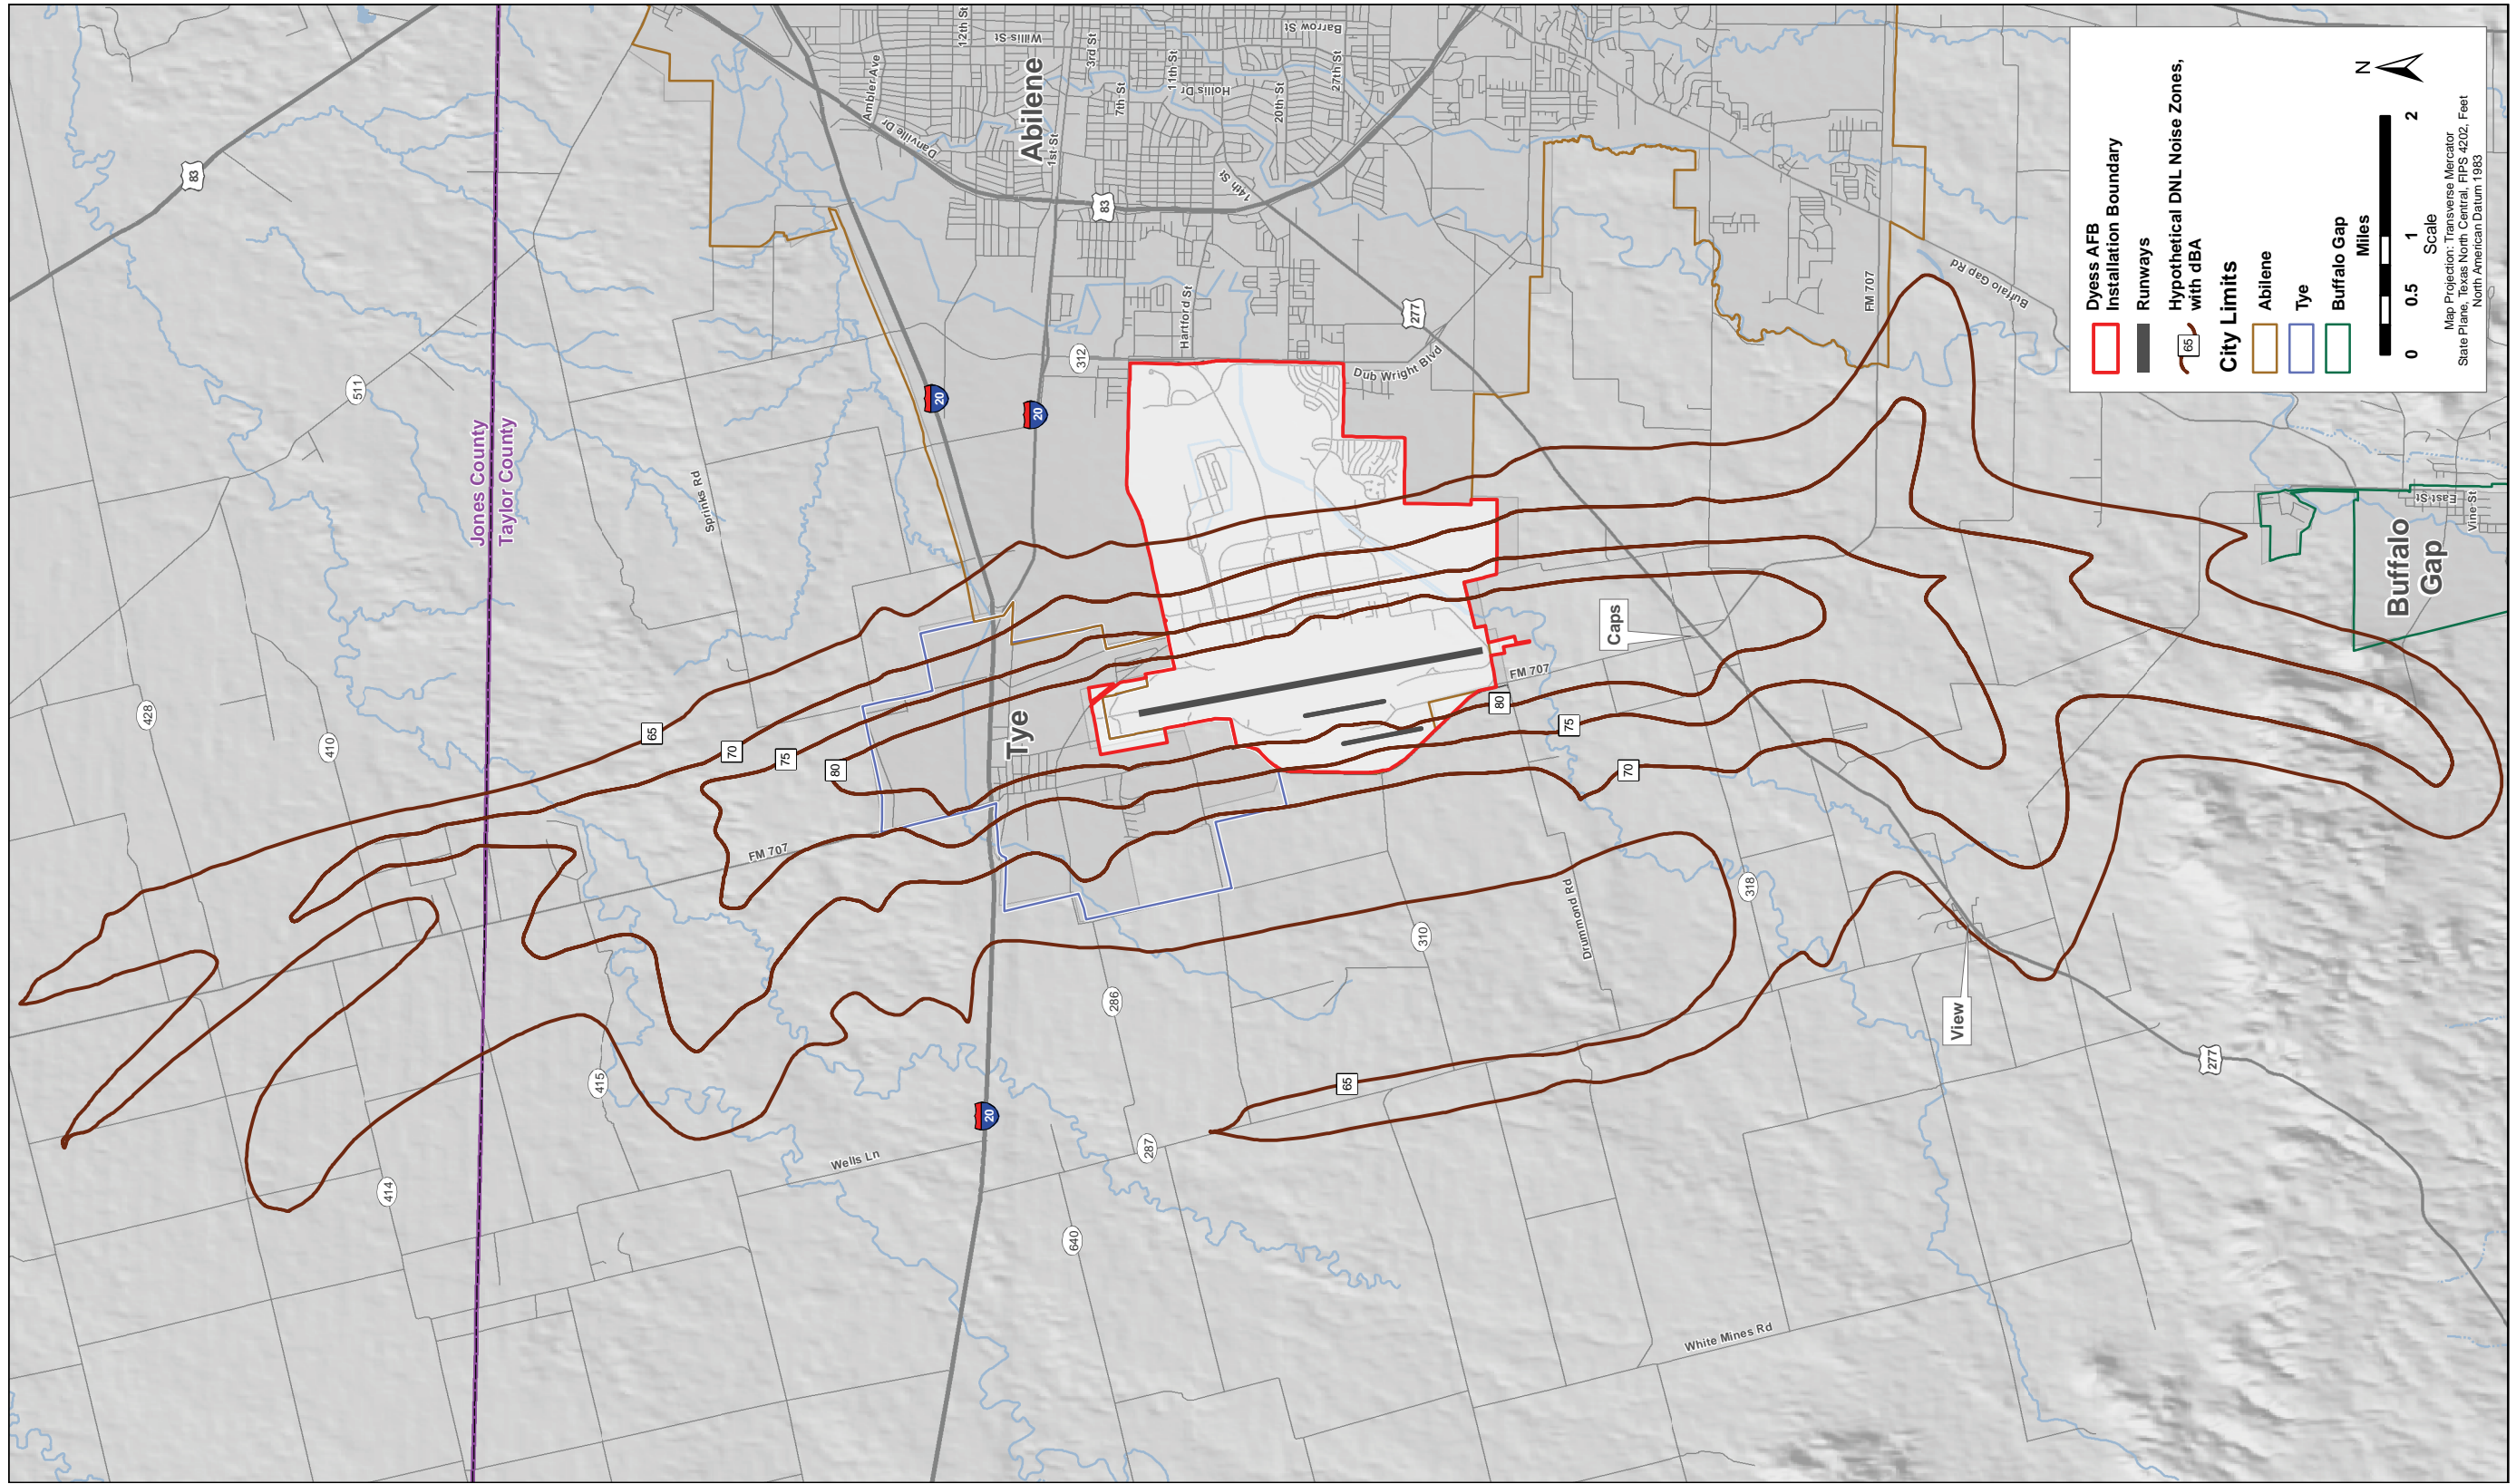 Jones County
Taylor County
Abilene
Tye
Buffalo
Gap
Caps
View
12th St
Willis St
3rd St
Barrow St
Ambler Ave
Danville Dr
1st St
7th St
11th St
Hollis Dr
20th St
27th St
14th St
Hartford St
Dub Wright Blvd
Buffalo Gap Rd
FM 707
FM 707
FM 707
Sprinks Rd
Wells Ln
Drummond Rd
White Mines Rd
East St
Vine St
83
83
277
277
20
20
20
312
511
428
410
415
414
286
287
640
310
318
65
70
75
80
80
75
70
65
Dyess AFB
Installation Boundary
Runways
65
Hypothetical DNL Noise Zones,
with dBA
City Limits
Abilene
Tye
Buffalo Gap
Miles
0 0.5 1 2
Scale
N
Map Projection: Transverse Mercator
State Plane, Texas North Central, FIPS 4202, Feet
North American Datum 1983